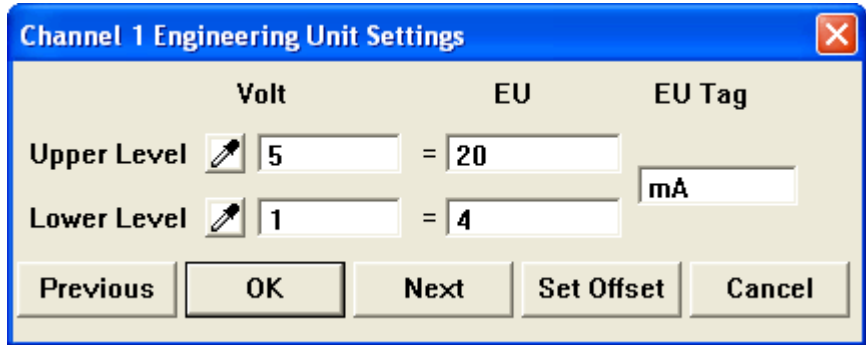 Channel 1 Engineering Unit Settings
Volt EU EU Tag
Upper Level 5 = 20
mA
Lower Level 1 = 4
Previous OK Next Set Offset Cancel